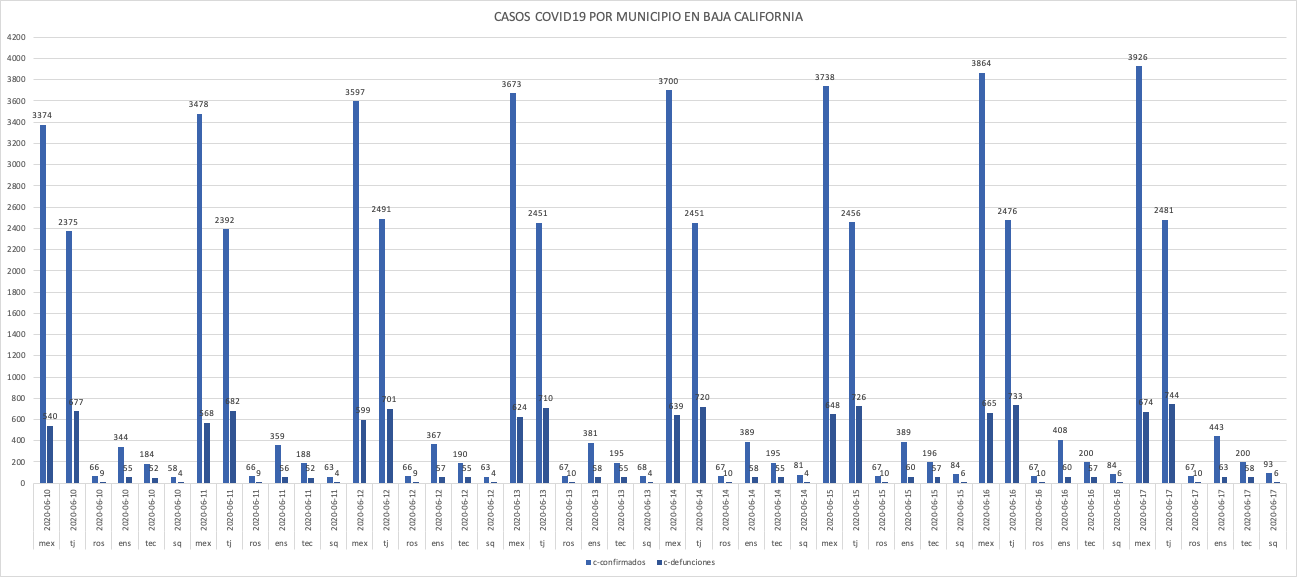 CASOS COVID19 POR MUNICIPIO EN BAJA CALIFORNIA
4200
4000
3800
3600
3400
3200
3000
2800
2600
2400
2200
2000
1800
1600
1400
1200
1000
800
600
400
200
0
3374 540 2375 677 66 9 344 55 184 52 58 4
3478 568 2392 682 66 9 359 56 188 52 63 4
3597 599 2491 701 66 9 367 57 190 55 63 4
3673 624 2451 710 67 10 381 58 195 55 68 4
3700 639 2451 720 67 10 389 58 195 55 81 4
3738 648 2456 726 67 10 389 60 196 57 84 6
3864 665 2476 733 67 10 408 60 200 57 84 6
3926 674 2481 744 67 10 443 63 200 58 93 6
2020-06-10 2020-06-10 2020-06-10 2020-06-10 2020-06-10 2020-06-10 2020-06-11 2020-06-11 2020-06-11 2020-06-11 2020-06-11 2020-06-11 2020-06-12 2020-06-12 2020-06-12 2020-06-12 2020-06-12 2020-06-12 2020-06-13 2020-06-13 2020-06-13 2020-06-13 2020-06-13 2020-06-13 2020-06-14 2020-06-14 2020-06-14 2020-06-14 2020-06-14 2020-06-14 2020-06-15 2020-06-15 2020-06-15 2020-06-15 2020-06-15 2020-06-15 2020-06-16 2020-06-16 2020-06-16 2020-06-16 2020-06-16 2020-06-16 2020-06-17 2020-06-17 2020-06-17 2020-06-17 2020-06-17 2020-06-17
mex tj ros ens tec sq mex tj ros ens tec sq mex tj ros ens tec sq mex tj ros ens tec sq mex tj ros ens tec sq mex tj ros ens tec sq mex tj ros ens tec sq mex tj ros ens tec sq
c-confirmados c-defunciones